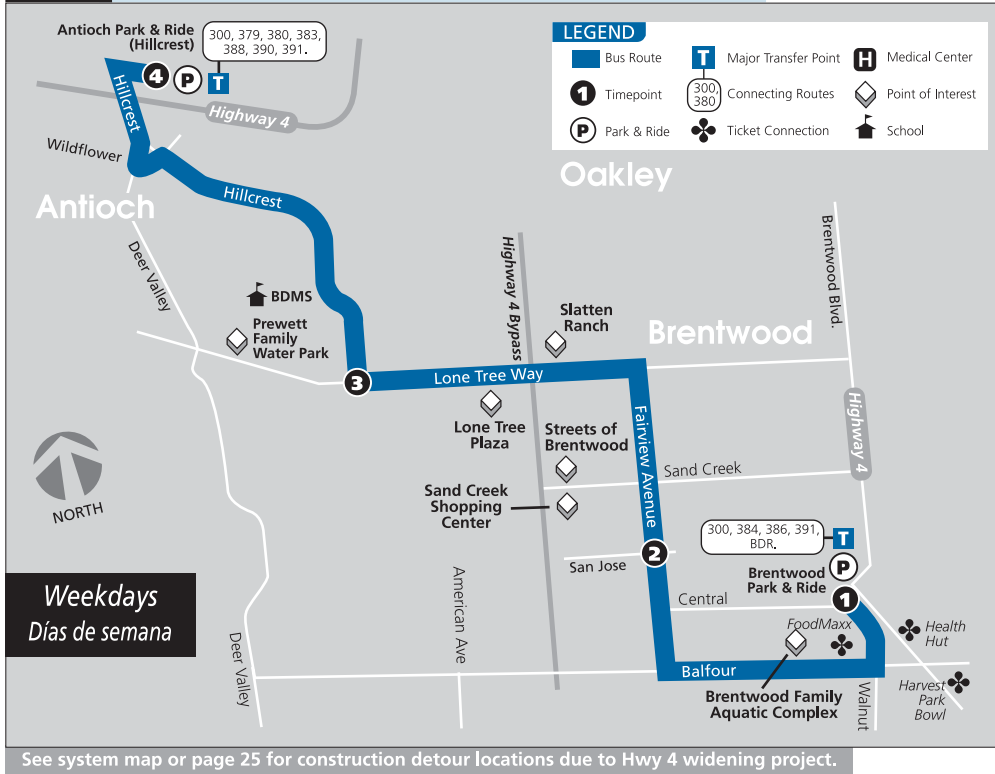 Antioch Park & Ride
(Hillcrest)
300, 379, 380, 383,
388, 390, 391.
4
P
T
Hillcrest
Highway 4
Wildflower
Antioch
Hillcrest
Deer Valley
BDMS
Prewett
Family
Water Park
3
LEGEND
Bus Route
T
Major Transfer Point
H
Medical Center
1
Timepoint
300,
380
Connecting Routes
Point of Interest
P
Park & Ride
Ticket Connection
School
Oakley
Brentwood Blvd.
Highway 4 Bypass
Slatten
Ranch
Brentwood
Lone Tree Way
Lone Tree
Plaza
Fairview Avenue
Highway 4
Streets of
Brentwood
Sand Creek
Sand Creek
Shopping
Center
NORTH
300, 384, 386, 391,
BDR.
T
2
San Jose
Brentwood
Park & Ride
P
1
Central
American Ave
Weekdays
Días de semana
FoodMaxx
Health
Hut
Deer Valley
Balfour
Brentwood Family
Aquatic Complex
Walnut
Harvest
Park
Bowl
See system map or page 25 for construction detour locations due to Hwy 4 widening project.